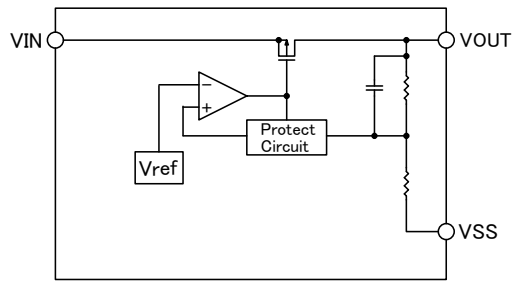 VIN
VOUT
−
+
Protect
Circuit
Vref
VSS